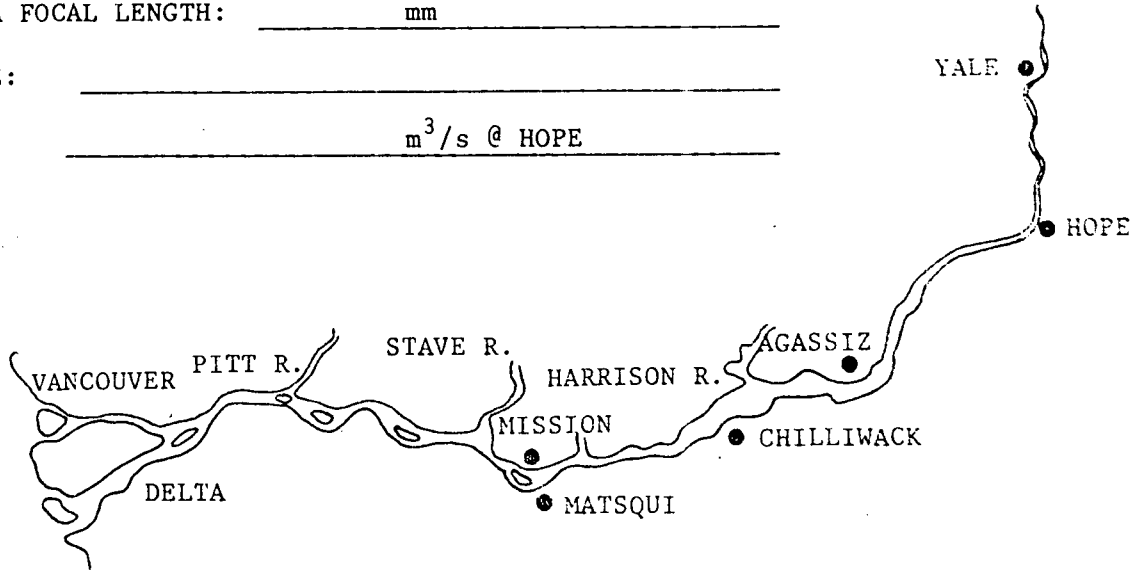 FOCAL LENGTH: mm
YALE
:
m³/s @ HOPE
HOPE
STAVE R.
AGASSIZ
PITT R.
HARRISON R.
VANCOUVER
MISSION
CHILLIWACK
DELTA
MATSQUI